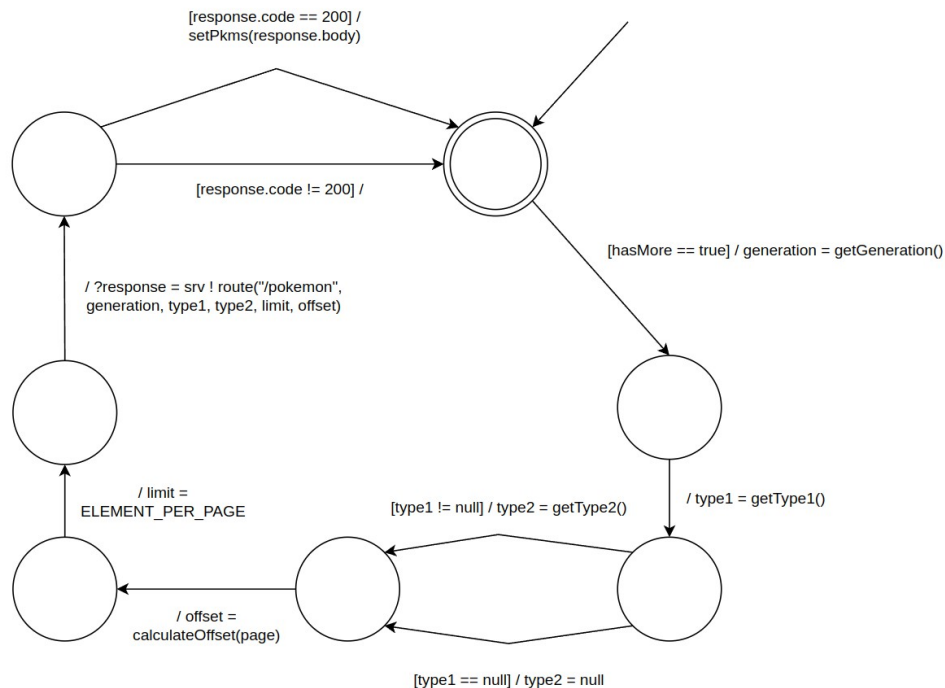 [response.code == 200] /
setPkms(response.body)
[response.code != 200] /
[hasMore == true] / generation = getGeneration()
/ ?response = srv ! route("/pokemon",
generation, type1, type2, limit, offset)
/ limit =
ELEMENT_PER_PAGE
[type1 != null] / type2 = getType2()
/ type1 = getType1()
/ offset =
calculateOffset(page)
[type1 == null] / type2 = null